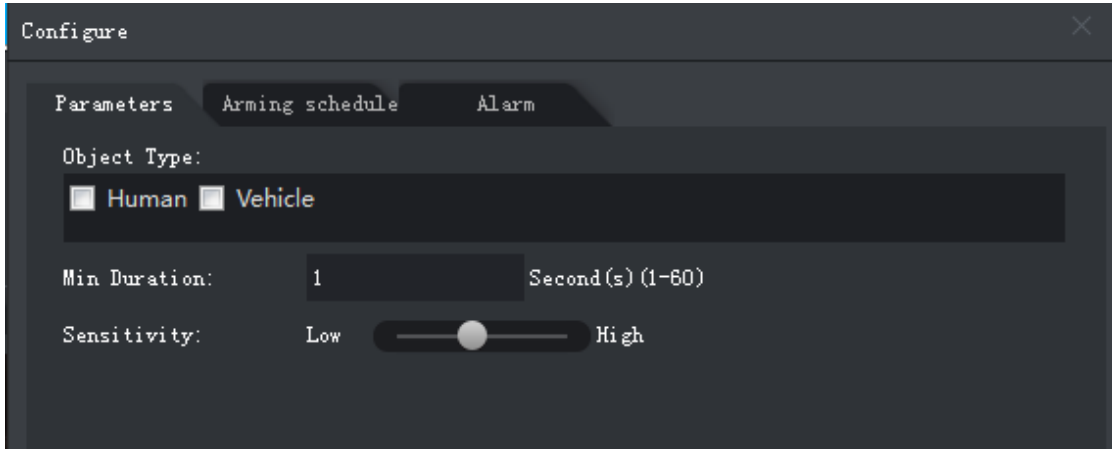 Configure
Parameters Arming schedule Alarm
Object Type:
Human Vehicle
Min Duration: 1 Second(s)(1-60)
Sensitivity: Low High